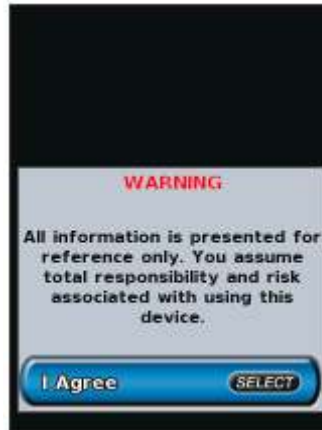 WARNING
All information is presented for
reference only. You assume
total responsibility and risk
associated with using this
device.
I Agree SELECT